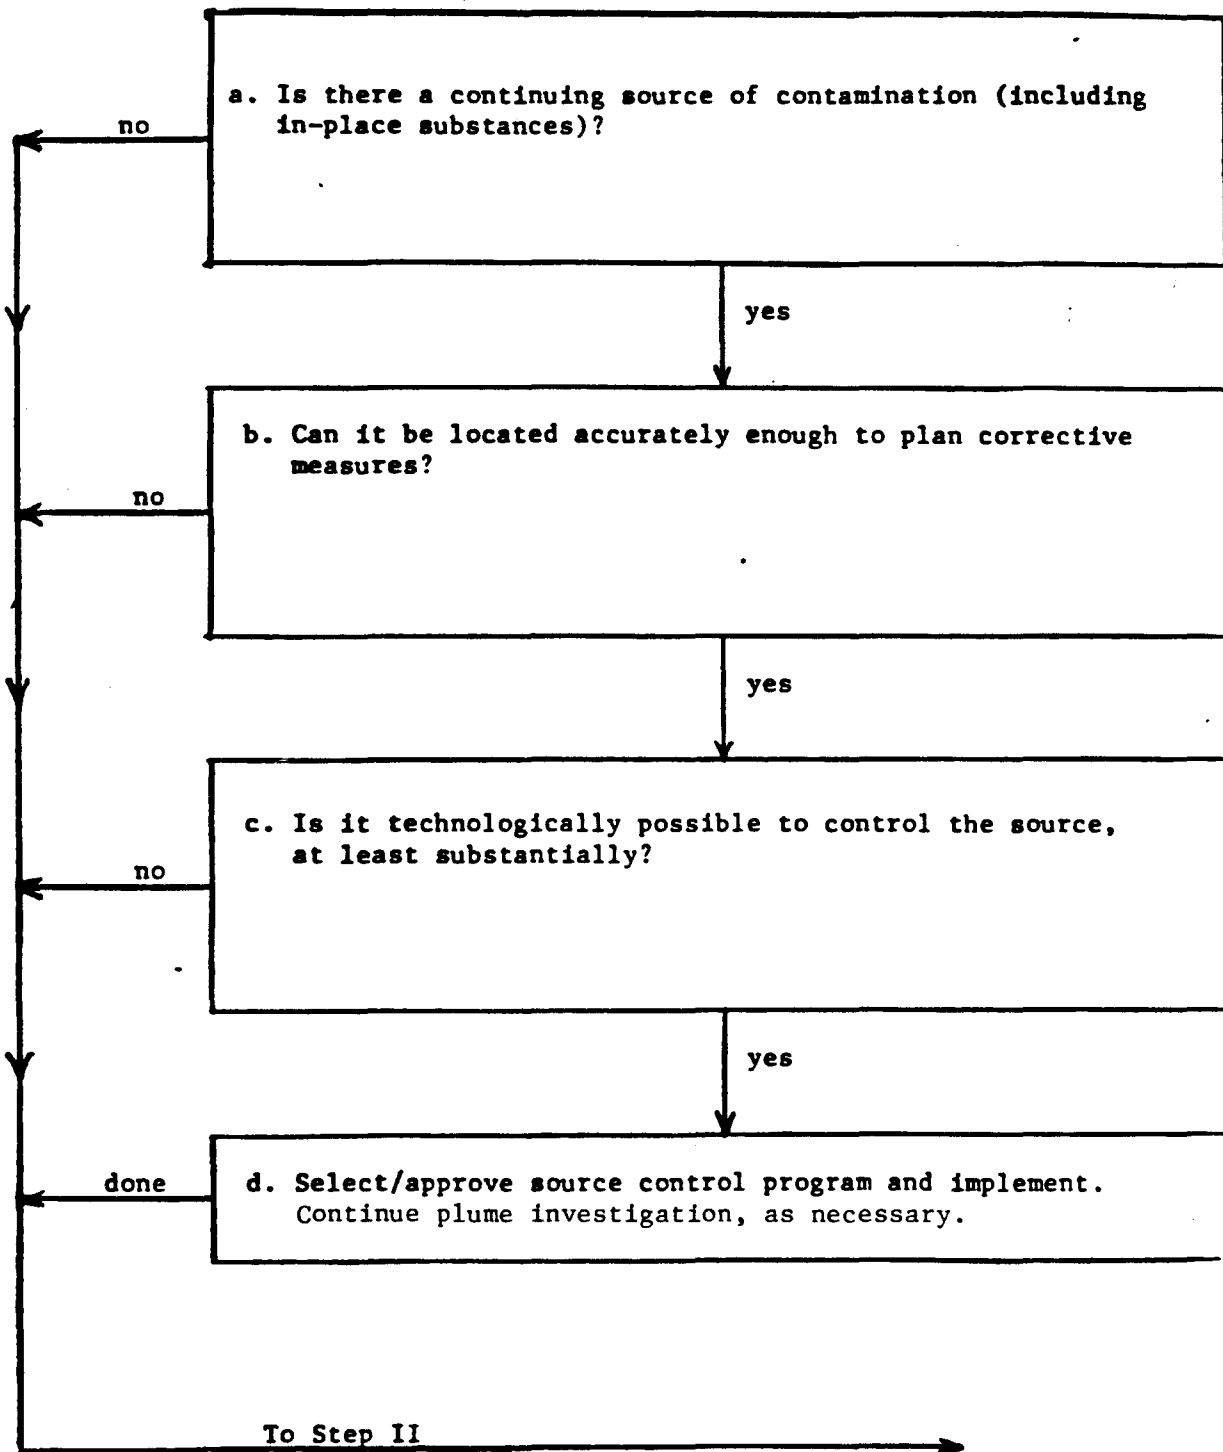 a. Is there a continuing source of contamination (including
in-place substances)?
no
yes
b. Can it be located accurately enough to plan corrective
measures?
no
yes
c. Is it technologically possible to control the source,
at least substantially?
no
yes
done
d. Select/approve source control program and implement.
Continue plume investigation, as necessary.
To Step II